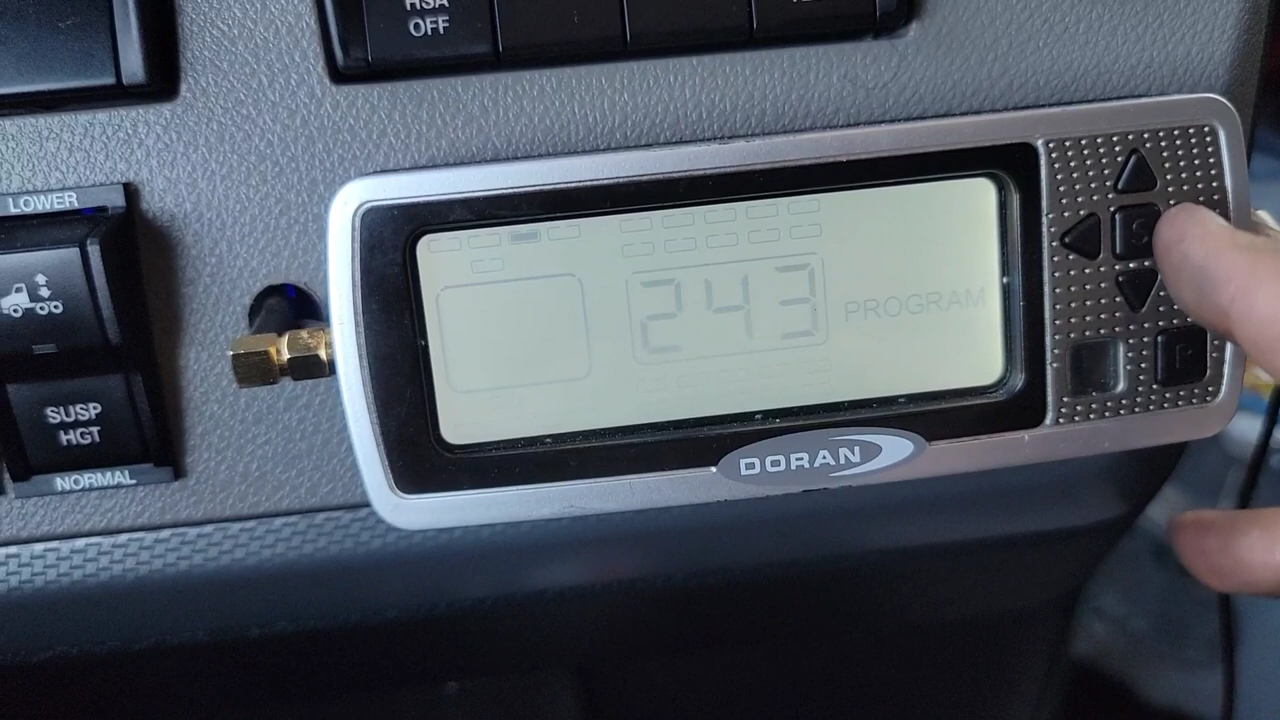 HSA
OFF
LOWER
243
PROGRAM
P
SUSP
HGT
DORAN
NORMAL